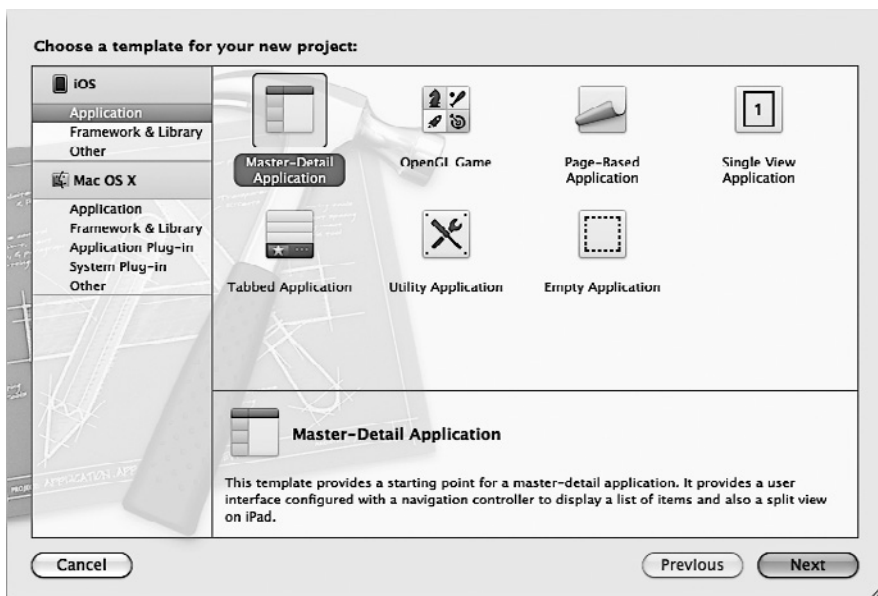 Choose a template for your new project:
iOS
Application
Framework & Library
Other
Mac OS X
Application
Framework & Library
Application Plug-in
System Plug-in
Other
Master-Detail
Application
OpenGL Game
Page-Based
Application
1
Single View
Application
Tabbed Application
Utility Application
Empty Application
Master-Detail Application
This template provides a starting point for a master-detail application. It provides a user
interface configured with a navigation controller to display a list of items and also a split view
on iPad.
Cancel
Previous
Next